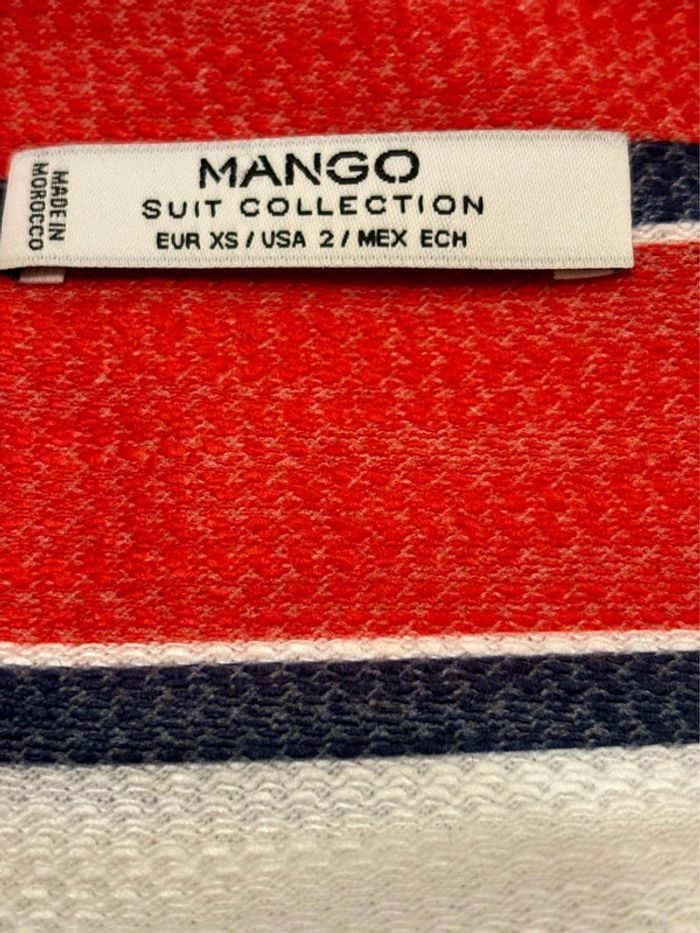 MANGO
SUIT COLLECTION
EUR XS / USA 2 / MEX ECH
MADE IN
MOROCCO